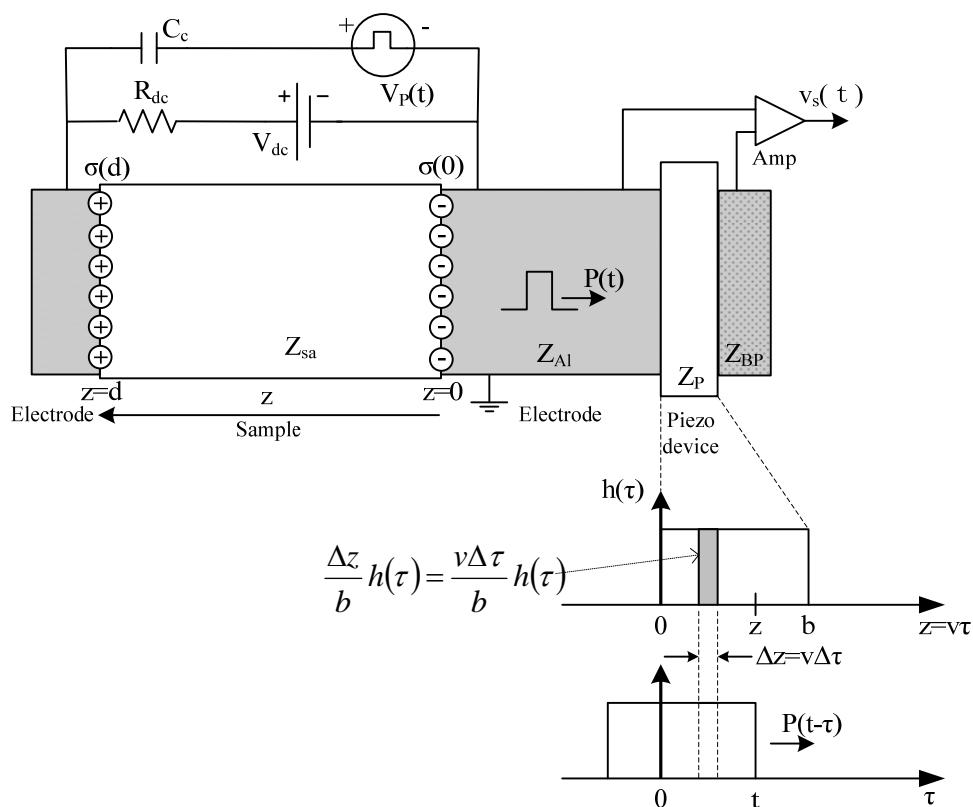 C_c
+ -
V_P(t)
R_dc
+ -
V_dc
v_s( t )
Amp
σ(d)
σ(0)
+ -
+ -
+ -
+ -
+ -
+ -
P(t)
Z_sa
Z_Al
Z_P
Z_BP
z=d
z
z=0
Electrode
Sample
Electrode
Piezo
device
h(τ)
Δz/b h(τ) = vΔτ/b h(τ)
0 z b z=vτ
Δz=vΔτ
P(t-τ)
0 t τ